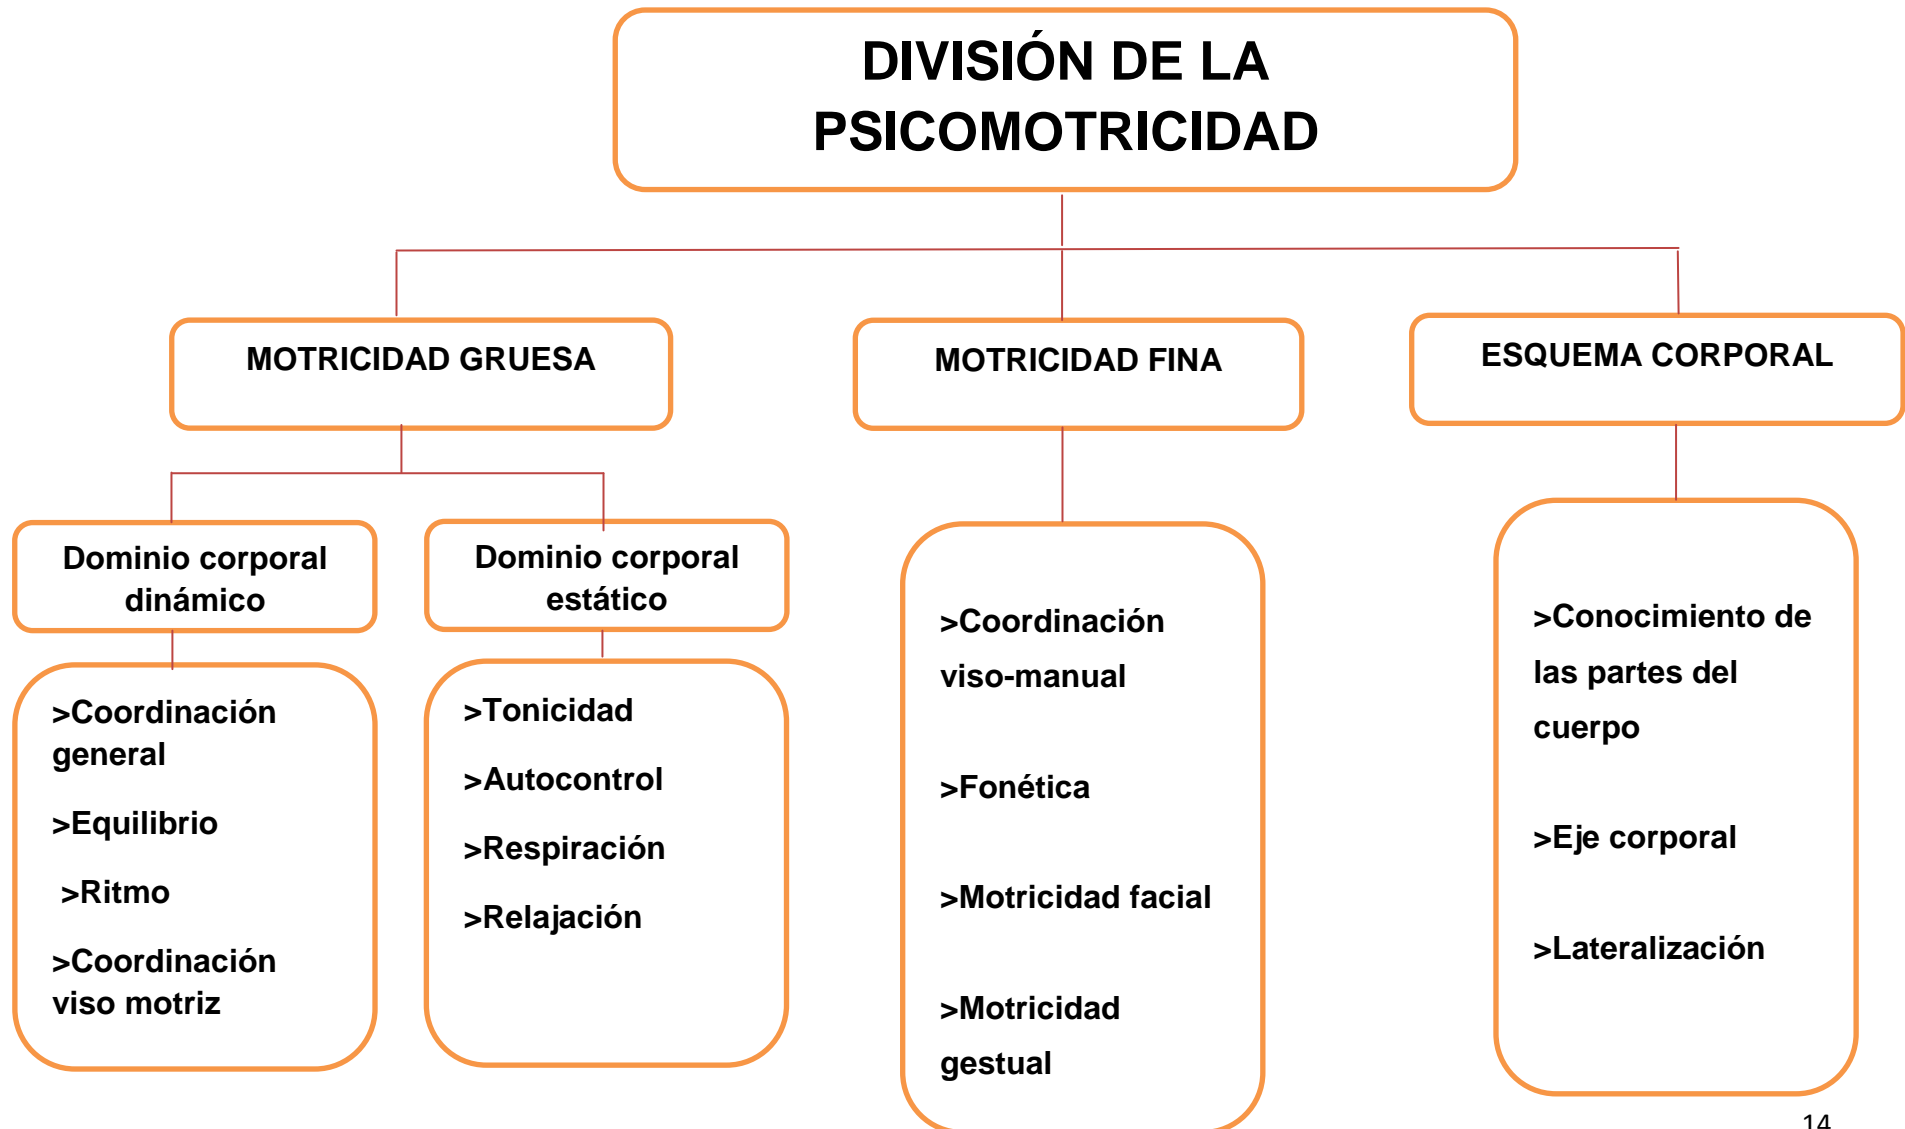 DIVISIÓN DE LA
PSICOMOTRICIDAD
MOTRICIDAD GRUESA
MOTRICIDAD FINA
ESQUEMA CORPORAL
Dominio corporal
dinámico
Dominio corporal
estático
>Coordinación
general
>Equilibrio
>Ritmo
>Coordinación
viso motriz
>Tonicidad
>Autocontrol
>Respiración
>Relajación
>Coordinación
viso-manual
>Fonética
>Motricidad facial
>Motricidad
gestual
>Conocimiento de
las partes del
cuerpo
>Eje corporal
>Lateralización
14